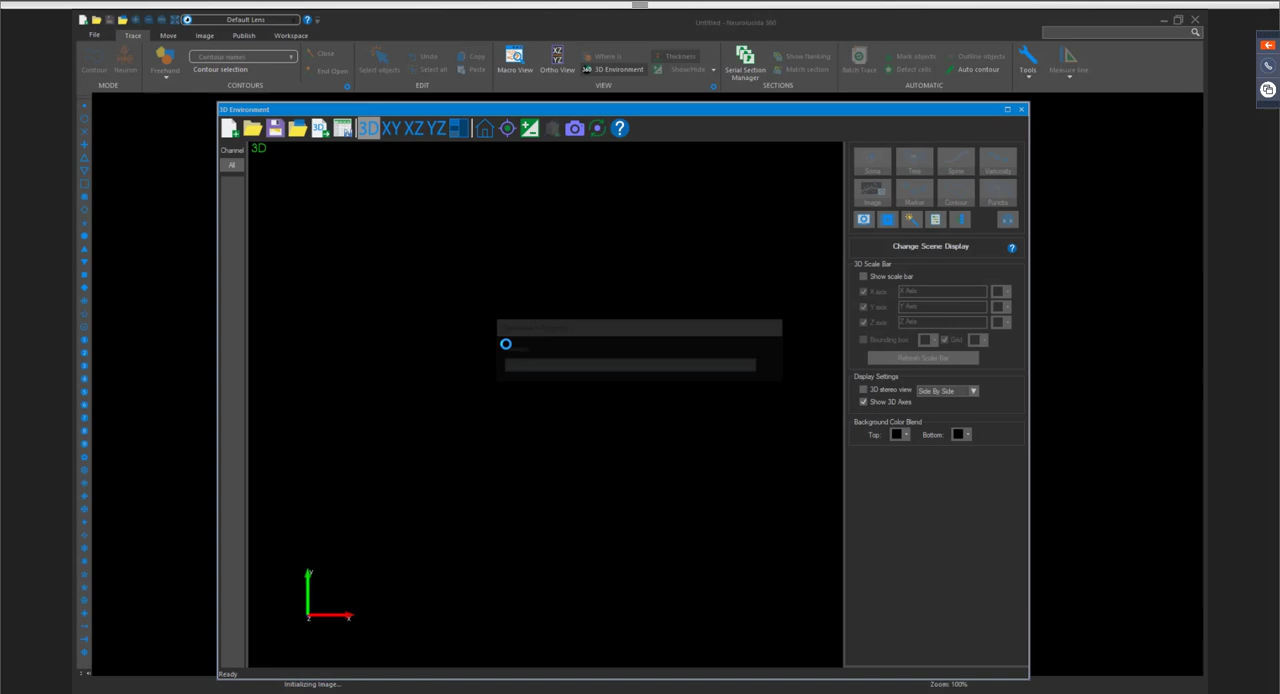 Default Lens
Untitled - Neurolucida 360
File Trace Move Image Publish Workspace
Contour Neuron
MODE
Freehand
Contour names
Contour selection
Close
End Open
CONTOURS
Select objects
Undo
Select all
Copy
Paste
EDIT
Macro View
Ortho View
Where is
3D Environment
Thickness
Show/Hide
VIEW
Serial Section
Manager
Show flanking
Match section
SECTIONS
Batch Trace
Mark objects
Detect cells
Outline objects
Auto contour
AUTOMATIC
Tools
Measure line
3D Environment
3D XY XZ YZ
Channel
All
3D
Soma Tree Spine Varicosity
Image Marker Contour Puncta
Change Scene Display
3D Scale Bar
Show scale bar
X axis X Axis
Y axis Y Axis
Z axis Z Axis
Bounding box Grid
Refresh Scale Bar
Display Settings
3D stereo view Side By Side
Show 3D Axes
Background Color Blend
Top: Bottom:
Y
Z X
Ready
Initializing Image...
Zoom: 100%